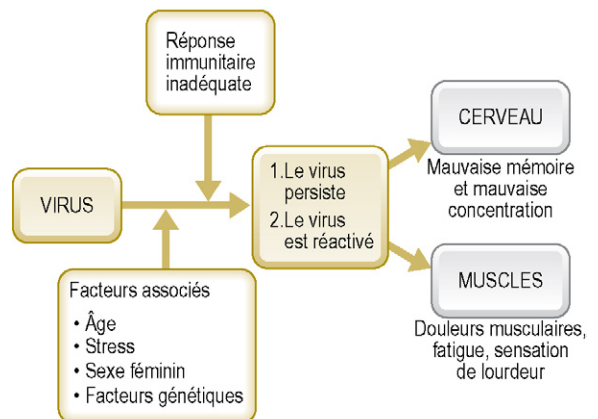 Réponse
immunitaire
inadéquate
VIRUS
Facteurs associés
• Âge
• Stress
• Sexe féminin
• Facteurs génétiques
1.Le virus
persiste
2.Le virus
est réactivé
CERVEAU
Mauvaise mémoire
et mauvaise
concentration
MUSCLES
Douleurs musculaires,
fatigue, sensation
de lourdeur